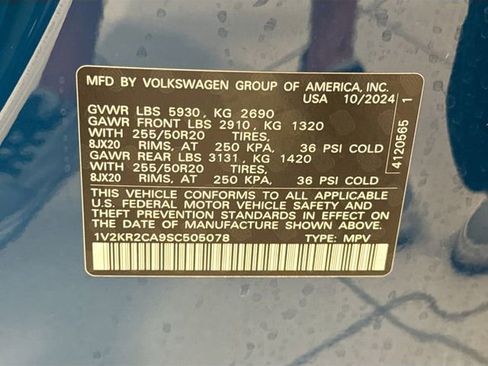 MFD BY VOLKSWAGEN GROUP OF AMERICA, INC.
USA 10/2024
GVWR LBS 5930, KG 2690
GAWR FRONT LBS 2910, KG 1320
WITH 255/50R20 TIRES,
8JX20 RIMS, AT 250 KPA, 36 PSI COLD
GAWR REAR LBS 3131, KG 1420
WITH 255/50R20 TIRES,
8JX20 RIMS, AT 250 KPA, 36 PSI COLD
THIS VEHICLE CONFORMS TO ALL APPLICABLE
U.S. FEDERAL MOTOR VEHICLE SAFETY AND
THEFT PREVENTION STANDARDS IN EFFECT ON
THE DATE OF MANUFACTURE SHOWN ABOVE.
1V2KR2CA9SC505078 TYPE: MPV
4120565 1